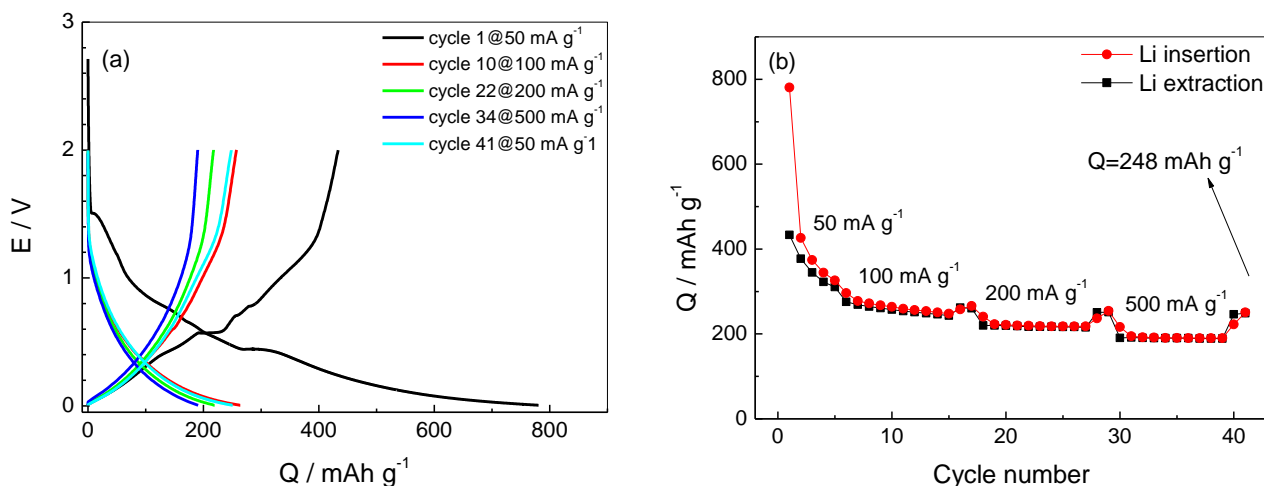 (a)
cycle 1@50 mA g-1
cycle 10@100 mA g-1
cycle 22@200 mA g-1
cycle 34@500 mA g-1
cycle 41@50 mA g-1
3
2
1
0
E / V
0
200
400
600
800
Q / mAh g-1
(b)
Li insertion
Li extraction
Q=248 mAh g-1
50 mA g-1
100 mA g-1
200 mA g-1
500 mA g-1
800
600
400
200
0
Q / mAh g-1
0
10
20
30
40
Cycle number